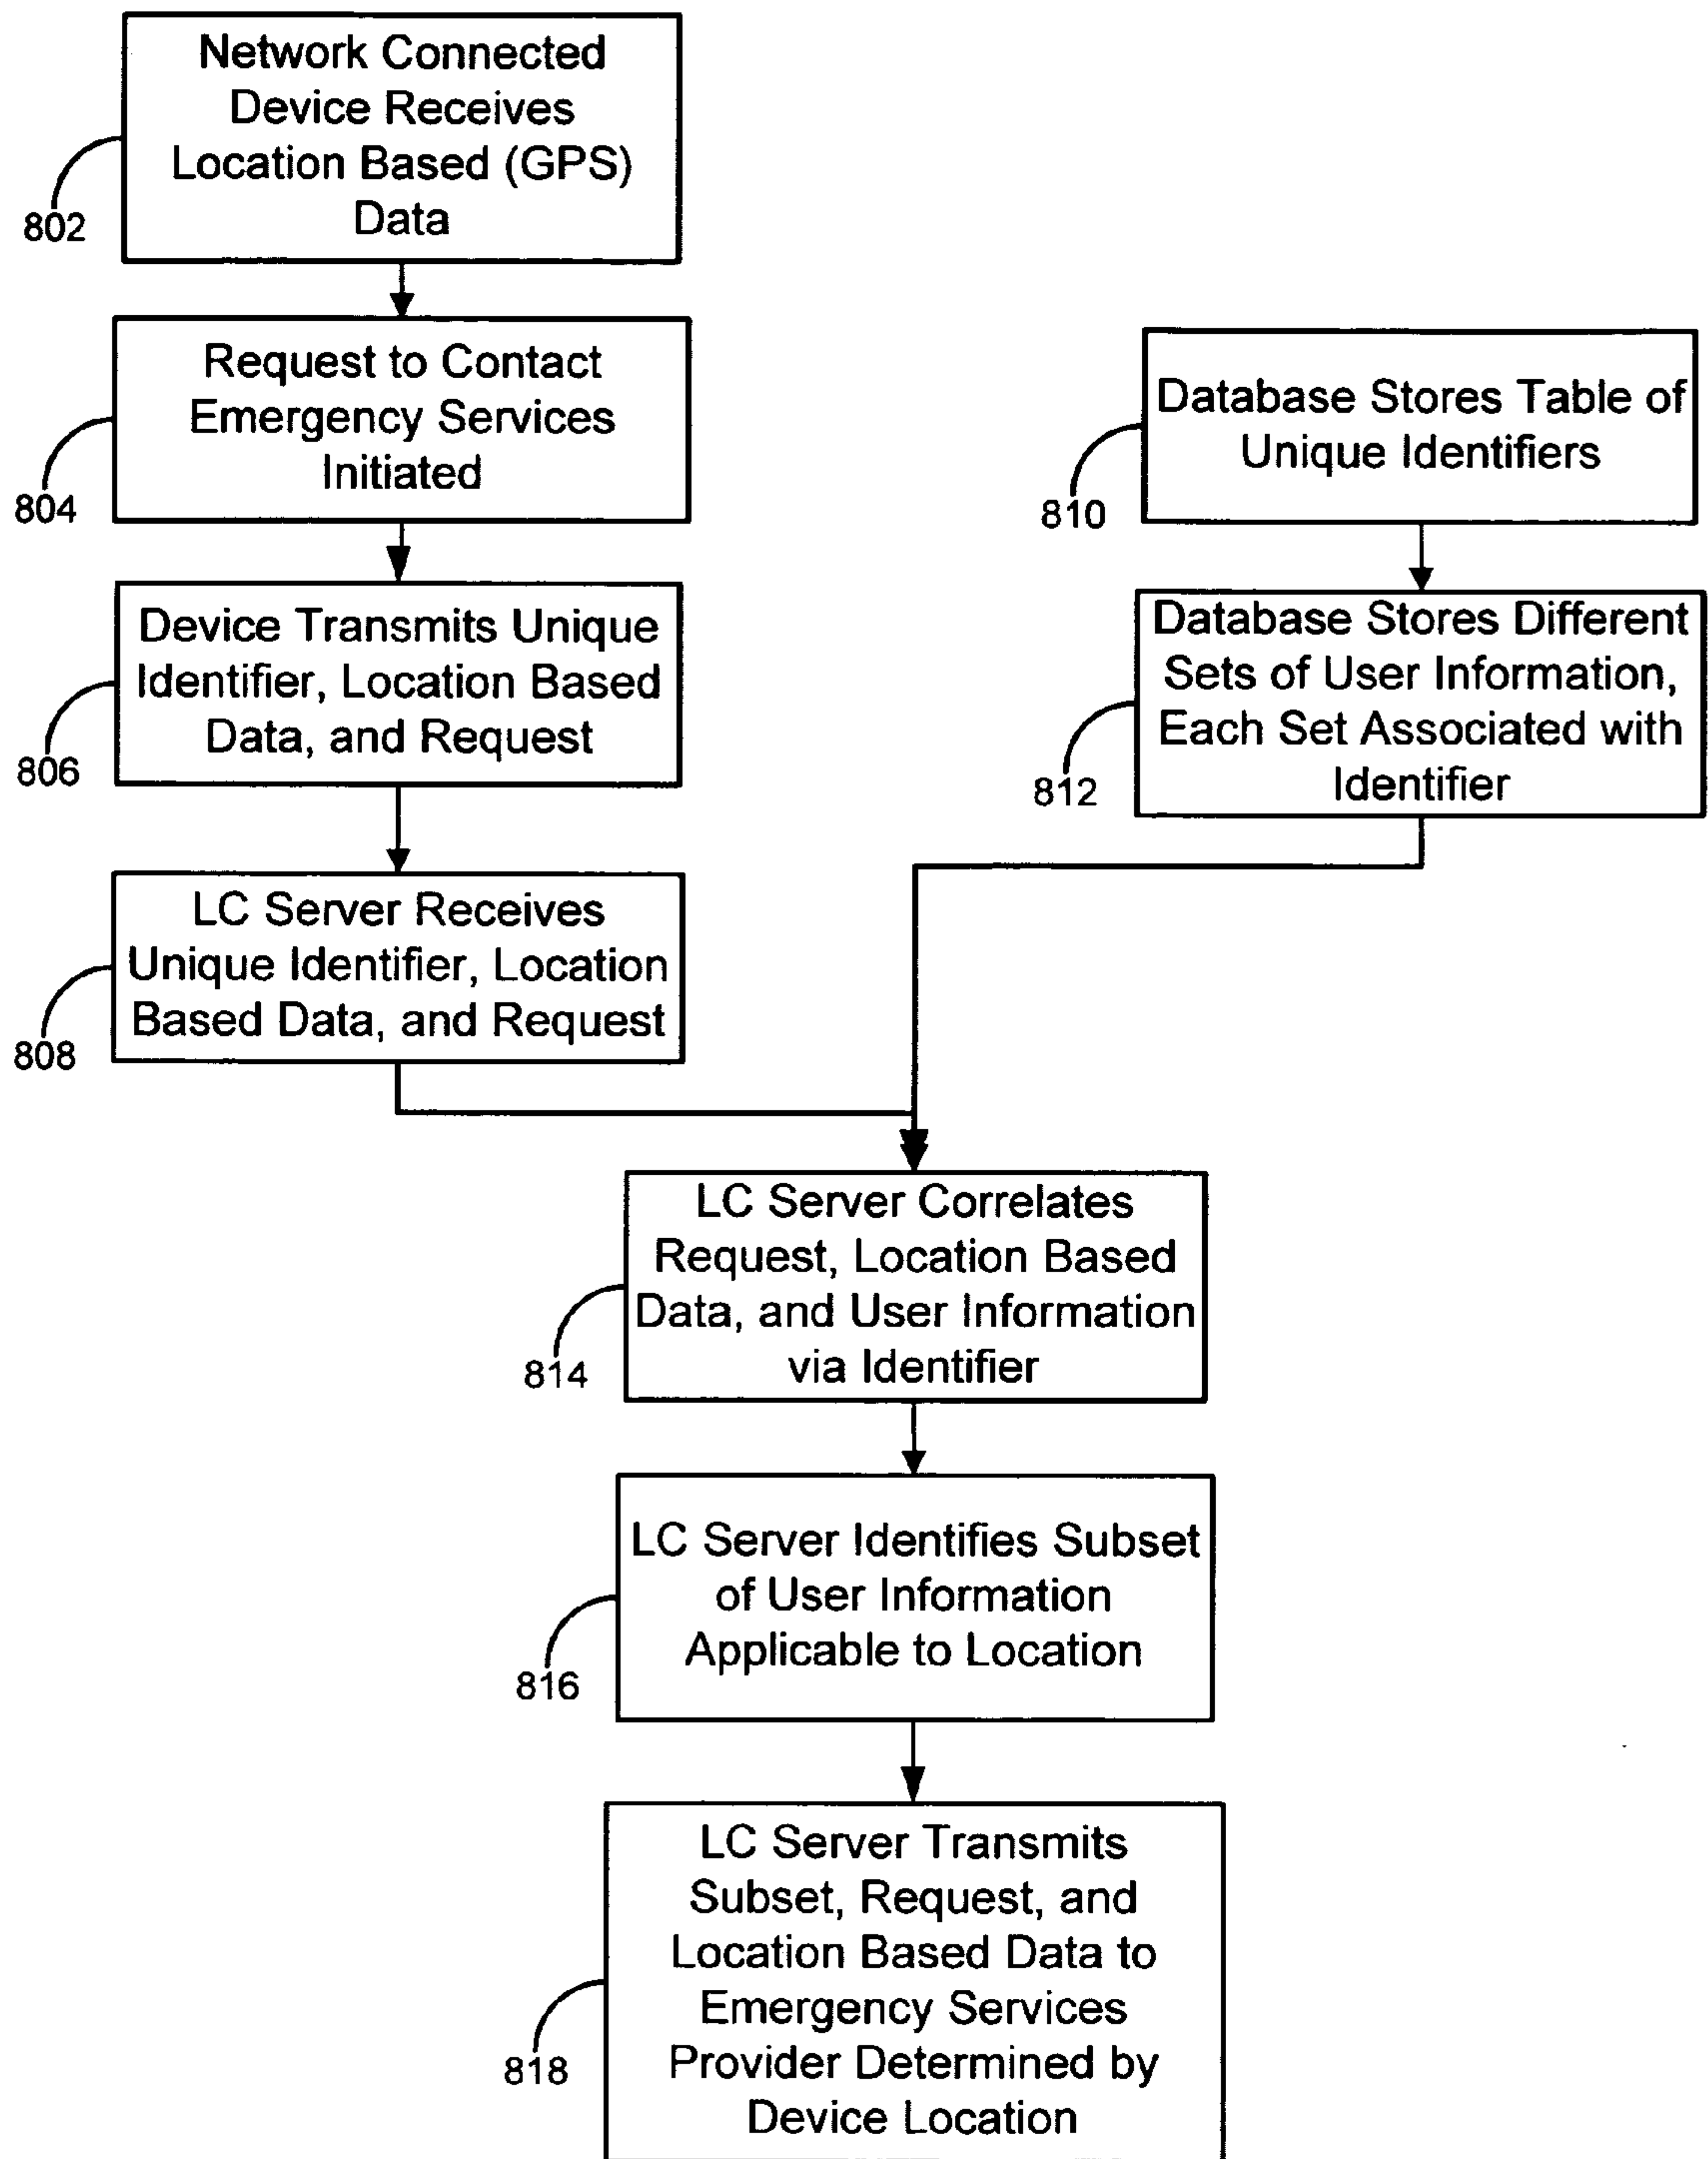 Network Connected
Device Receives
Location Based (GPS)
Data
802
Request to Contact
Emergency Services
Initiated
804
Device Transmits Unique
Identifier, Location Based
Data, and Request
806
LC Server Receives
Unique Identifier, Location
Based Data, and Request
808
Database Stores Table of
Unique Identifiers
810
Database Stores Different
Sets of User Information,
Each Set Associated with
Identifier
812
LC Server Correlates
Request, Location Based
Data, and User Information
via Identifier
814
LC Server Identifies Subset
of User Information
Applicable to Location
816
LC Server Transmits
Subset, Request, and
Location Based Data to
Emergency Services
Provider Determined by
Device Location
818